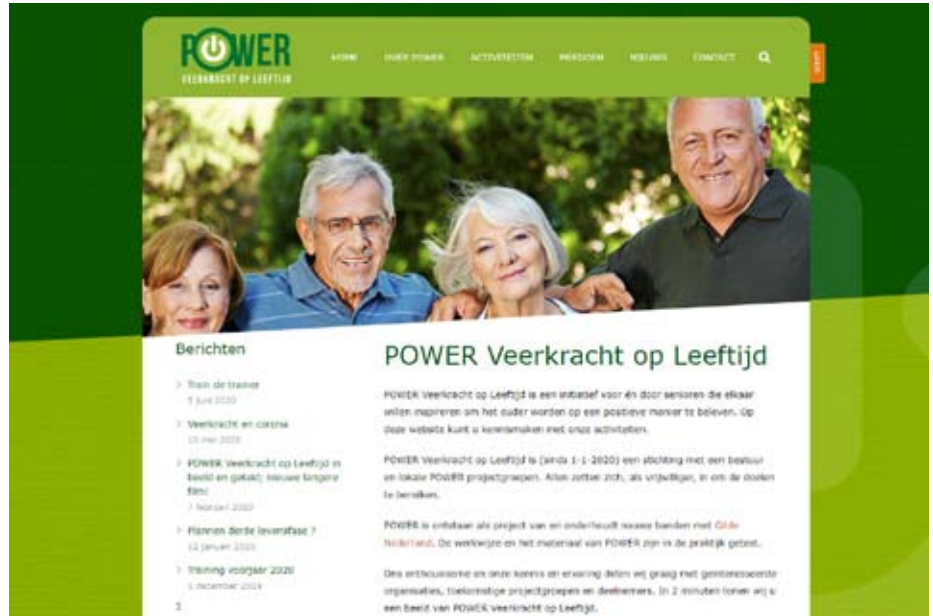 POWER
VEERKRACHT OP LEEFTIJD
HOME OVER POWER ACTIVITEITEN MEEDOEN NIEUWS CONTACT
Berichten
Train de trainer
5 juni 2020
Veerkracht en corona
10 mei 2020
POWER Veerkracht op Leeftijd in
beeld en geluid; nieuwe langere
film!
7 februari 2020
Plannen derde levensfase ?
12 januari 2020
Training voorjaar 2020
1 december 2019
POWER Veerkracht op Leeftijd
POWER Veerkracht op Leeftijd is een initiatief voor én door senioren die elkaar
willen inspireren om het ouder worden op een positieve manier te beleven. Op
deze website kunt u kennismaken met onze activiteiten.
POWER Veerkracht op Leeftijd is (sinds 1-1-2020) een stichting met een bestuur
en lokale POWER projectgroepen. Allen zetten zich, als vrijwilliger, in om de doelen
te bereiken.
POWER is ontstaan als project van en onderhoudt nauwe banden met Gilde
Nederland. De werkwijze en het materiaal van POWER zijn in de praktijk getest.
Ons enthousiasme en onze kennis en ervaring delen wij graag met geïnteresseerde
organisaties, toekomstige projectgroepen en deelnemers. In 2 minuten tonen wij u
een beeld van POWER Veerkracht op Leeftijd.